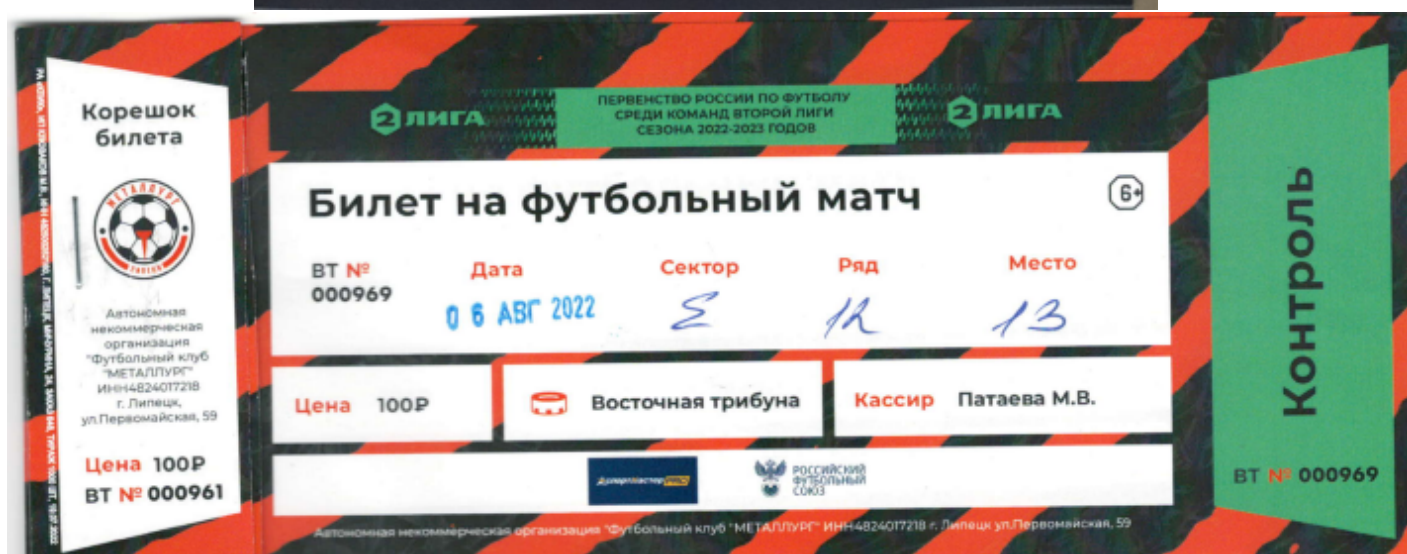 Корешок
билета
МЕТАЛЛУРГ
ЛИПЕЦК
Автономная
некоммерческая
организация
"Футбольный клуб
"МЕТАЛЛУРГ"
ИНН4824017218
г. Липецк,
ул.Первомайская, 59
Цена 100₽
ВТ № 000961
2 ЛИГА
ПЕРВЕНСТВО РОССИИ ПО ФУТБОЛУ
СРЕДИ КОМАНД ВТОРОЙ ЛИГИ
СЕЗОНА 2022-2023 ГОДОВ
2 ЛИГА
Билет на футбольный матч
6+
ВТ № Дата Сектор Ряд Место
000969 06 АВГ 2022 Е 12 13
Цена 100₽ Восточная трибуна Кассир Патаева М.В.
спортмастер PRO
РОССИЙСКИЙ
ФУТБОЛЬНЫЙ
СОЮЗ
Автономная некоммерческая организация "Футбольный клуб "МЕТАЛЛУРГ" ИНН4824017218 г. Липецк ул.Первомайская, 59
Контроль
ВТ № 000969